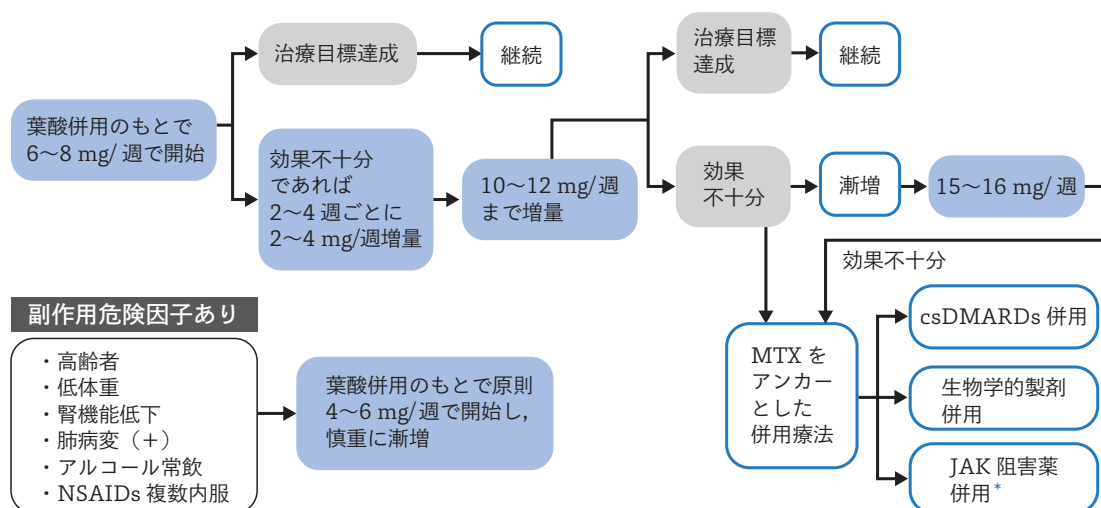 葉酸併用のもとで
6〜8 mg/ 週で開始
治療目標達成
継続
効果不十分
であれば
2〜4 週ごとに
2〜4 mg/週増量
10〜12 mg/週
まで増量
治療目標
達成
継続
効果
不十分
漸増
15〜16 mg/ 週
効果不十分
MTX を
アンカー
とした
併用療法
csDMARDs 併用
生物学的製剤
併用
JAK 阻害薬
併用*
副作用危険因子あり
・高齢者
・低体重
・腎機能低下
・肺病変（+）
・アルコール常飲
・NSAIDs 複数内服
葉酸併用のもとで原則
4〜6 mg/週で開始し，
慎重に漸増